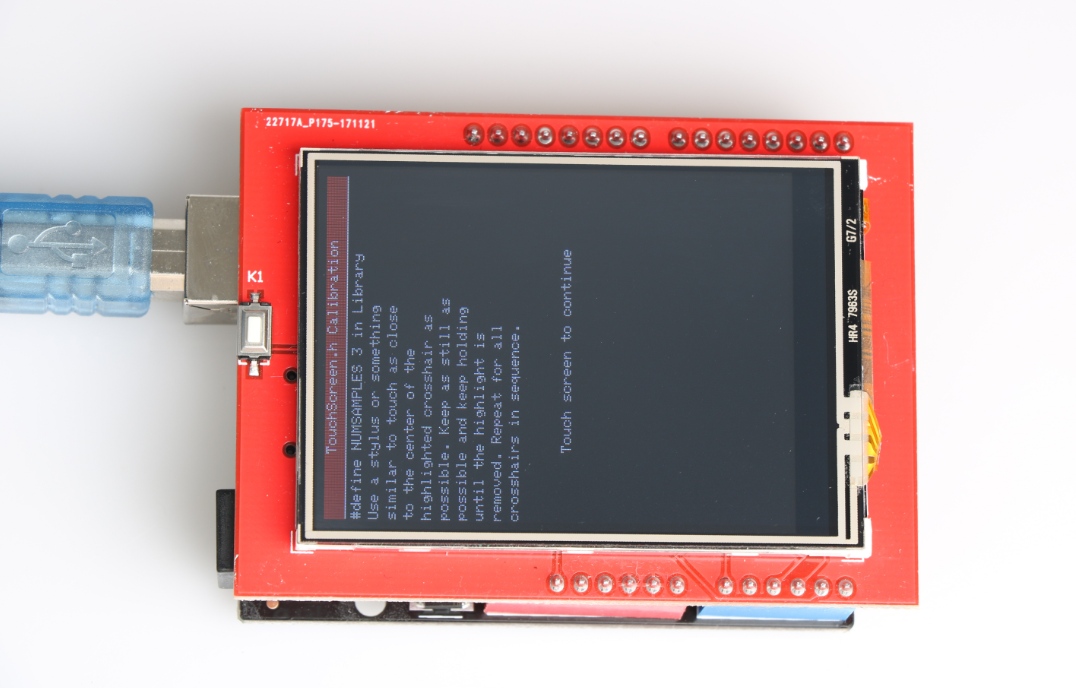 22717A_P175-171121
K1
TouchScreen.h Calibration
#define NUMSAMPLES 3 in Library
Use a stylus or something
similar to touch as close
to the center of the
highlighted crosshair as
possible. Keep as still as
possible and keep holding
until the highlight is
removed. Repeat for all
crosshairs in sequence.
Touch screen to continue
G7/2
HR4 7963S